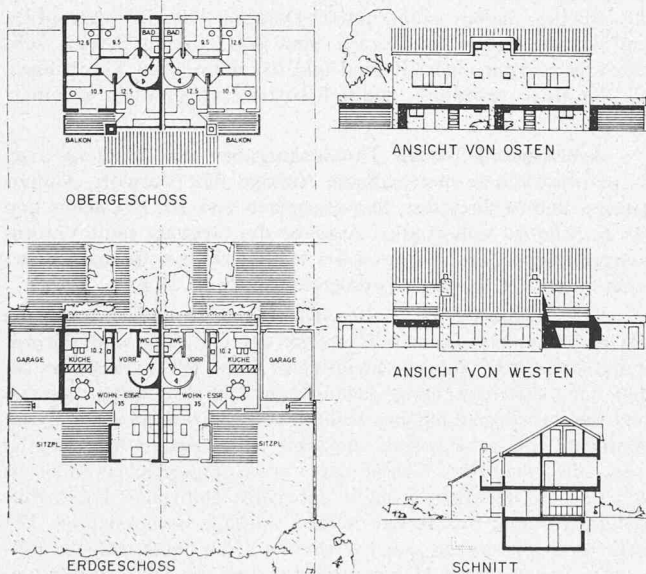 12.6 9.5 BAD BAD 9.5 12.6
10.9 12.5 12.5 10.9
BALKON BALKON
OBERGESCHOSS
ANSICHT VON OSTEN
ANSICHT VON WESTEN
GARAGE KÜCHE 10.2 VORR WC WC VORR 10.2 KÜCHE GARAGE
WOHN-ESSR WOHN-ESSR
35 35
SITZPL SITZPL
ERDGESCHOSS
SCHNITT